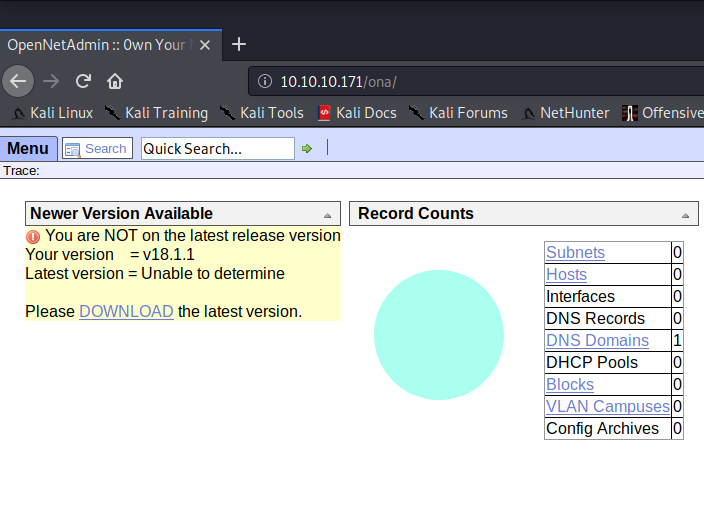 OpenNetAdmin :: 0wn Your
10.10.10.171/ona/
Kali Linux Kali Training Kali Tools Kali Docs Kali Forums NetHunter Offensive
Menu Search Quick Search...
Trace:
Newer Version Available
You are NOT on the latest release version
Your version = v18.1.1
Latest version = Unable to determine
Please DOWNLOAD the latest version.
Record Counts
Subnets 0
Hosts 0
Interfaces 0
DNS Records 0
DNS Domains 1
DHCP Pools 0
Blocks 0
VLAN Campuses 0
Config Archives 0